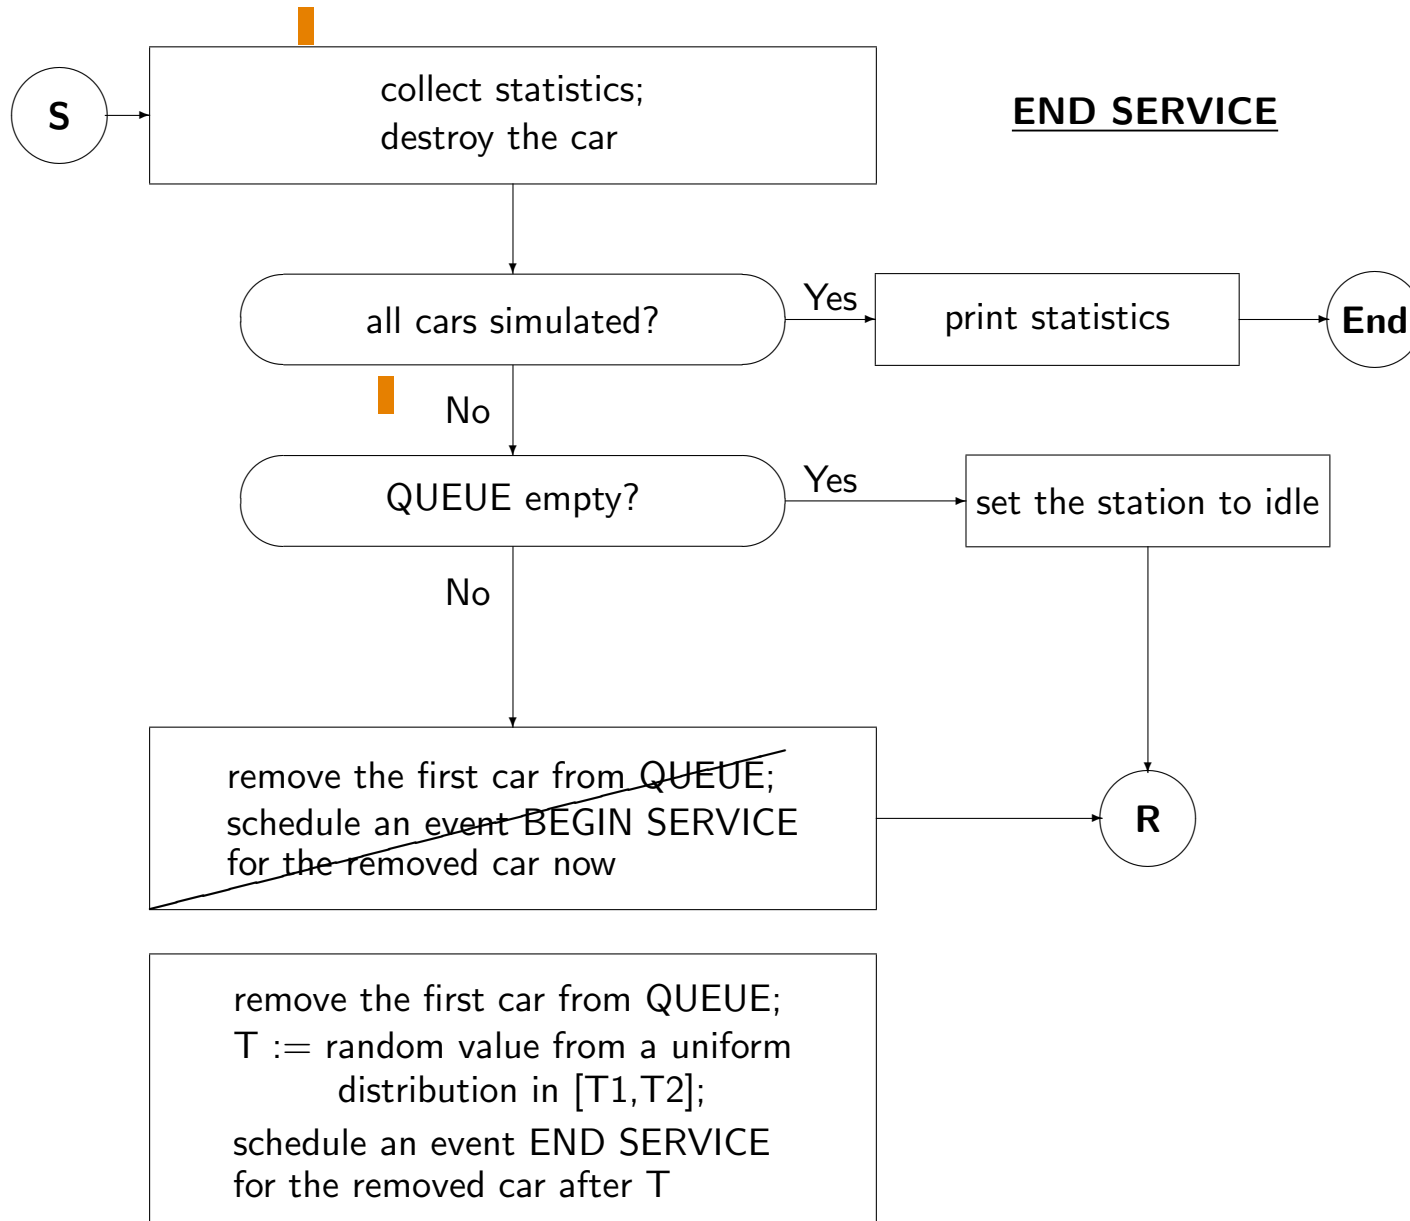 S
collect statistics;
destroy the car
END SERVICE
all cars simulated?
Yes
print statistics
End
No
QUEUE empty?
Yes
set the station to idle
No
remove the first car from QUEUE;
schedule an event BEGIN SERVICE
for the removed car now
R
remove the first car from QUEUE;
T := random value from a uniform
distribution in [T1,T2];
schedule an event END SERVICE
for the removed car after T